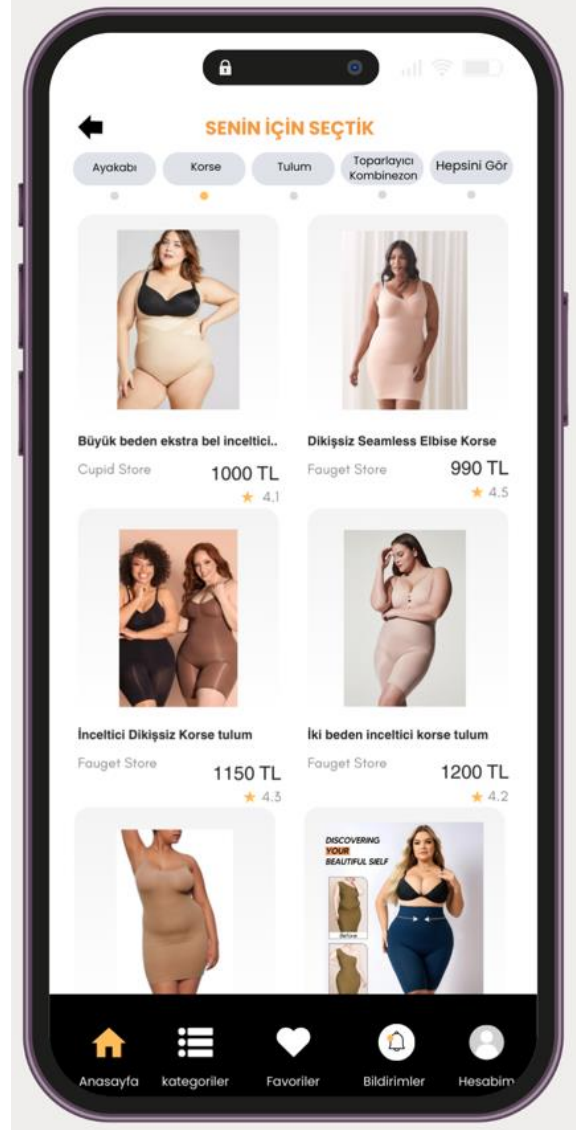 SENİN İÇİN SEÇTİK
Ayakabı
Korse
Tulum
Toparlayıcı
Kombinezon
Hepsini Gör
Büyük beden ekstra bel inceltici..
Cupid Store
1000 TL
4.1
Dikişsiz Seamless Elbise Korse
Fauget Store
990 TL
4.5
İnceltici Dikişsiz Korse tulum
Fauget Store
1150 TL
4.3
İki beden inceltici korse tulum
Fauget Store
1200 TL
4.2
DISCOVERING
YOUR
BEAUTIFUL SIELF
Before
Anasayfa
kategoriler
Favoriler
Bildirimler
Hesabim